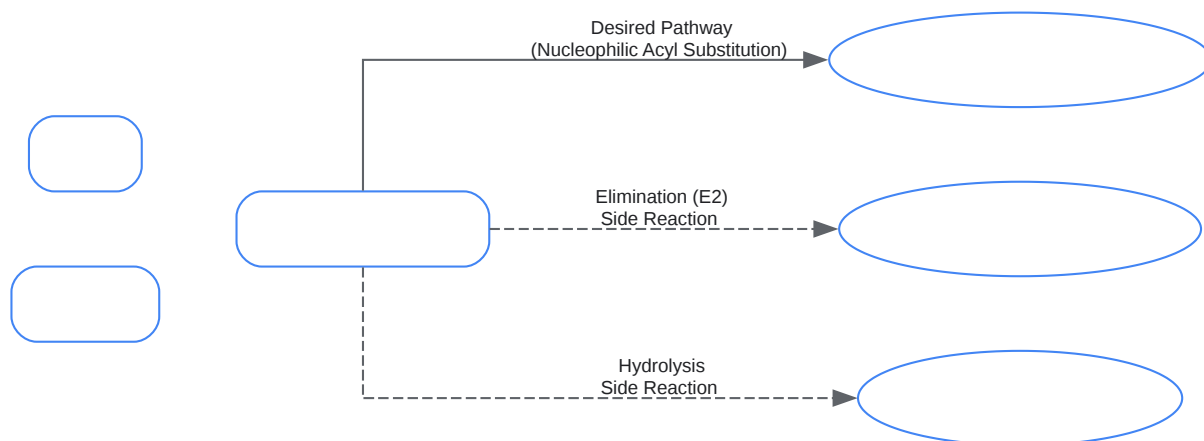 Desired Pathway
(Nucleophilic Acyl Substitution)
Elimination (E2)
Side Reaction
Hydrolysis
Side Reaction